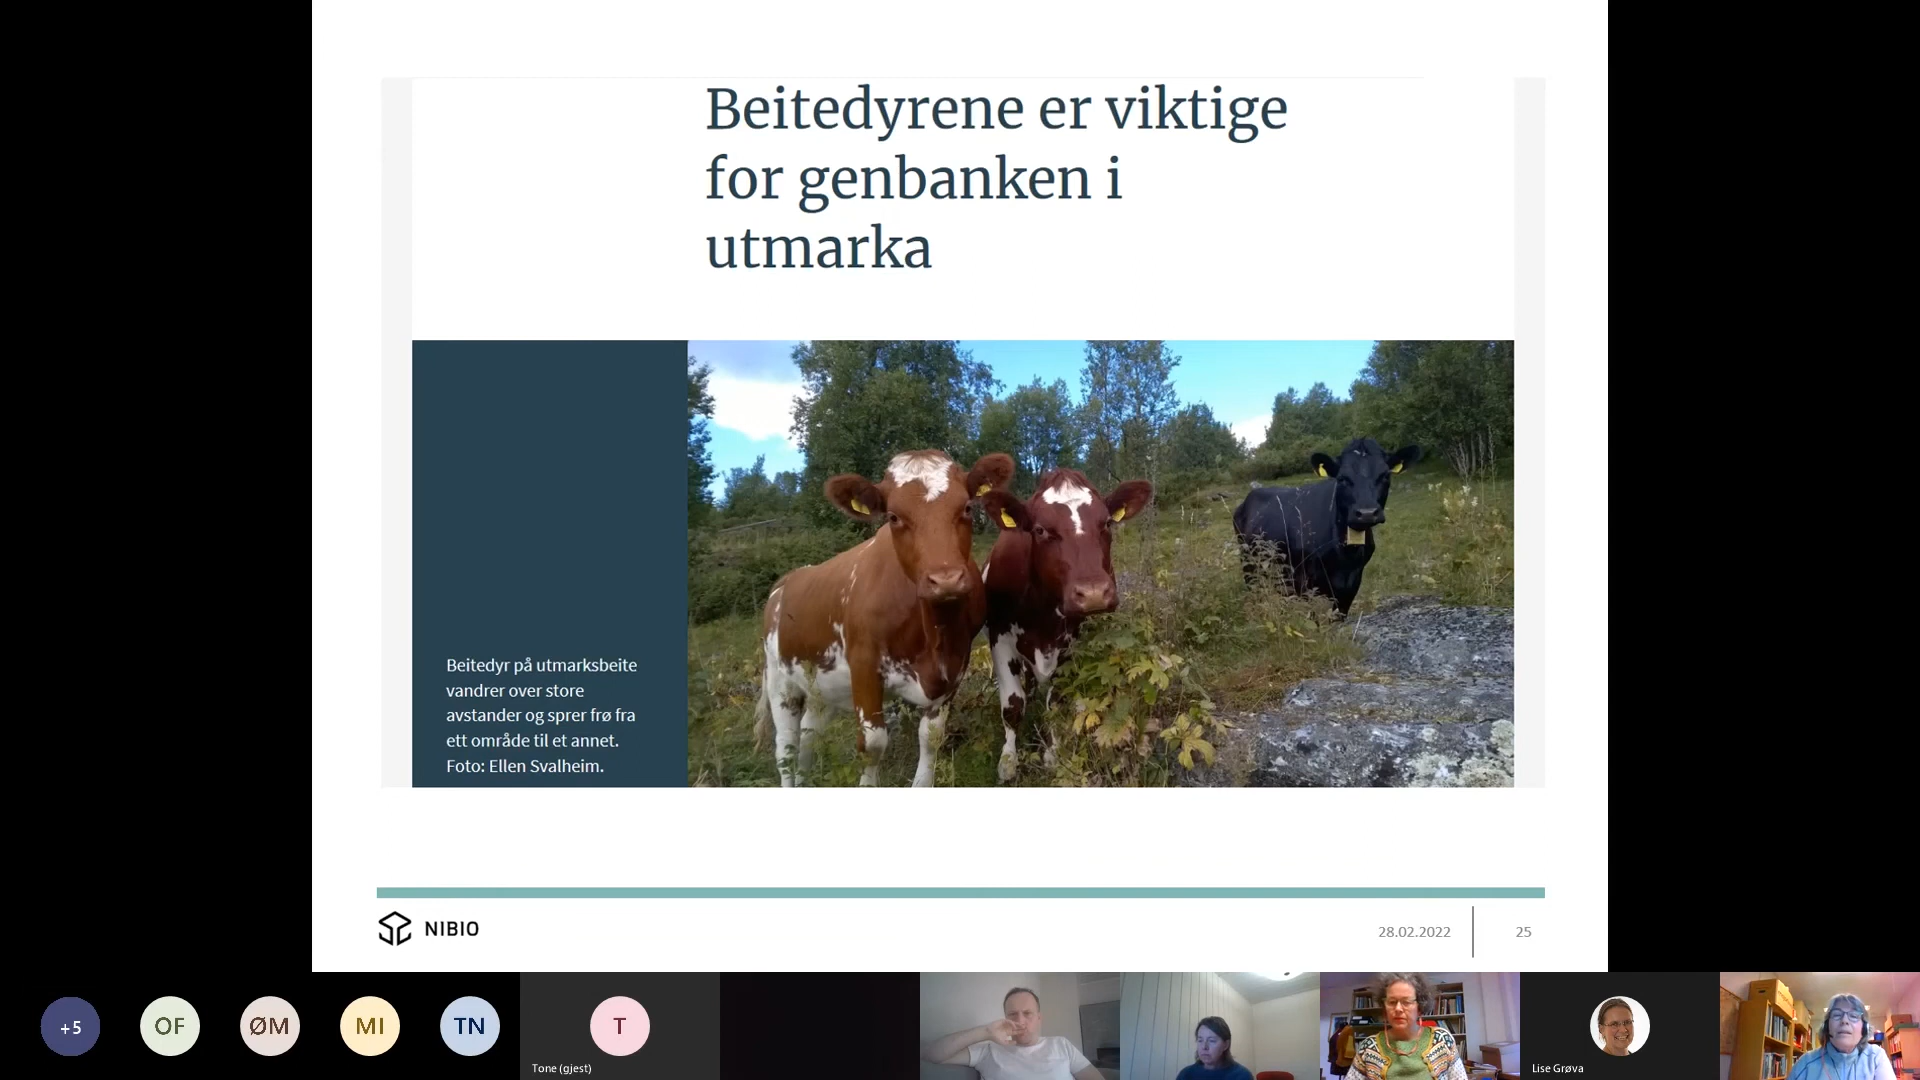 Beitedyrene er viktige
for genbanken i
utmarka
Beitedyr på utmarksbeite
vandrer over store
avstander og sprer frø fra
ett område til et annet.
Foto: Ellen Svalheim.
NIBIO
28.02.2022
25
+5
OF
ØM
MI
TN
T
Tone (gjest)
Lise Grøva